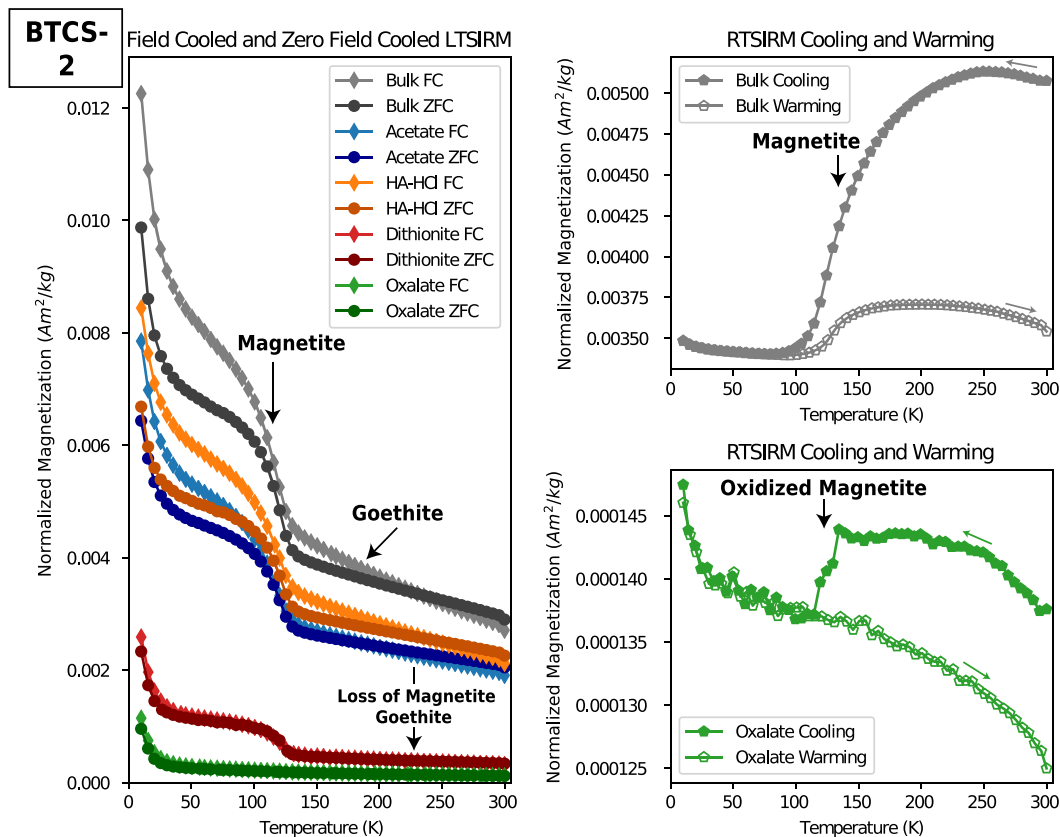 BTCS-
2
Field Cooled and Zero Field Cooled LTSIRM
Normalized Magnetization (Am²/kg)
0.012
0.010
0.008
0.006
0.004
0.002
0.000
Bulk FC
Bulk ZFC
Acetate FC
Acetate ZFC
HA-HCl FC
HA-HCl ZFC
Dithionite FC
Dithionite ZFC
Oxalate FC
Oxalate ZFC
Magnetite
Goethite
Loss of Magnetite
Goethite
0 50 100 150 200 250 300
Temperature (K)
RTSIRM Cooling and Warming
Normalized Magnetization (Am²/kg)
0.00500
0.00475
0.00450
0.00425
0.00400
0.00375
0.00350
Bulk Cooling
Bulk Warming
Magnetite
0 50 100 150 200 250 300
Temperature (K)
RTSIRM Cooling and Warming
Normalized Magnetization (Am²/kg)
0.000145
0.000140
0.000135
0.000130
0.000125
Oxidized Magnetite
Oxalate Cooling
Oxalate Warming
0 50 100 150 200 250 300
Temperature (K)